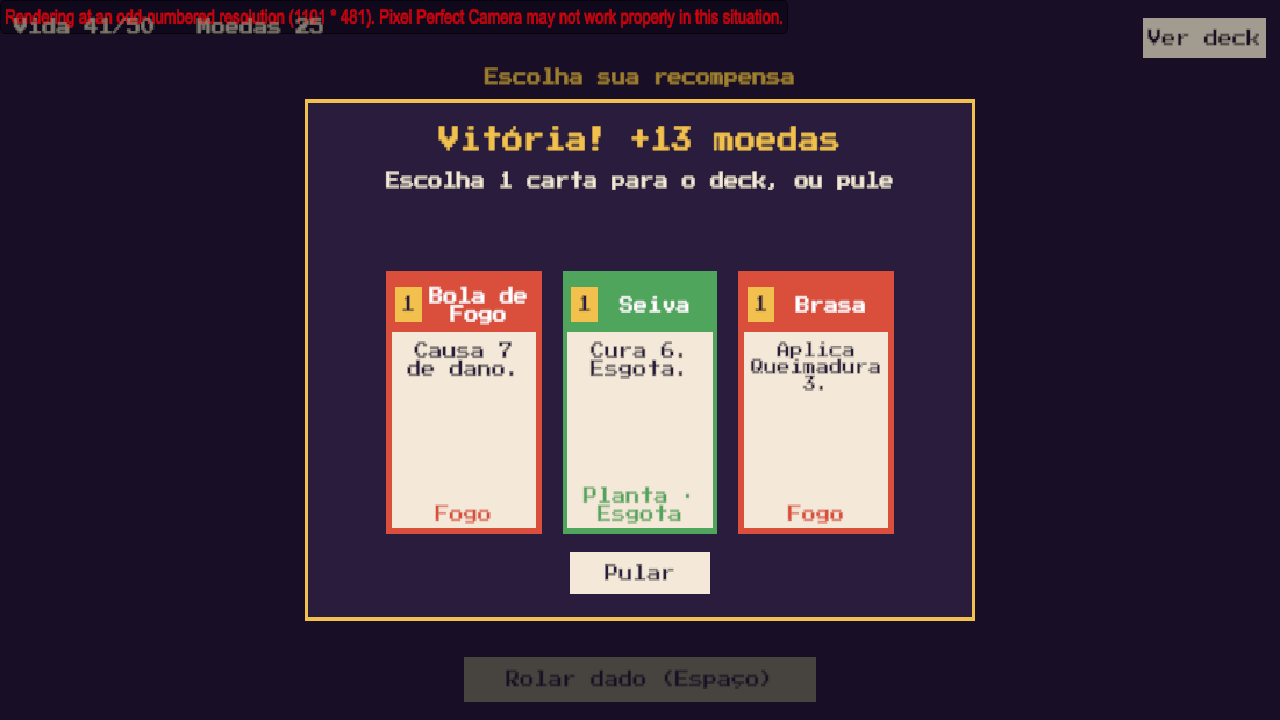 Rendering at an odd-numbered resolution (1101 * 481). Pixel Perfect Camera may not work properly in this situation.
Vida 41/50 Moedas 25
Ver deck
Escolha sua recompensa
Vitória! +13 moedas
Escolha 1 carta para o deck, ou pule
1 Bola de
Fogo
Causa 7
de dano.
Fogo
1 Seiva
Cura 6.
Esgota.
Planta ·
Esgota
1 Brasa
Aplica
Queimadura
3.
Fogo
Pular
Rolar dado (Espaço)